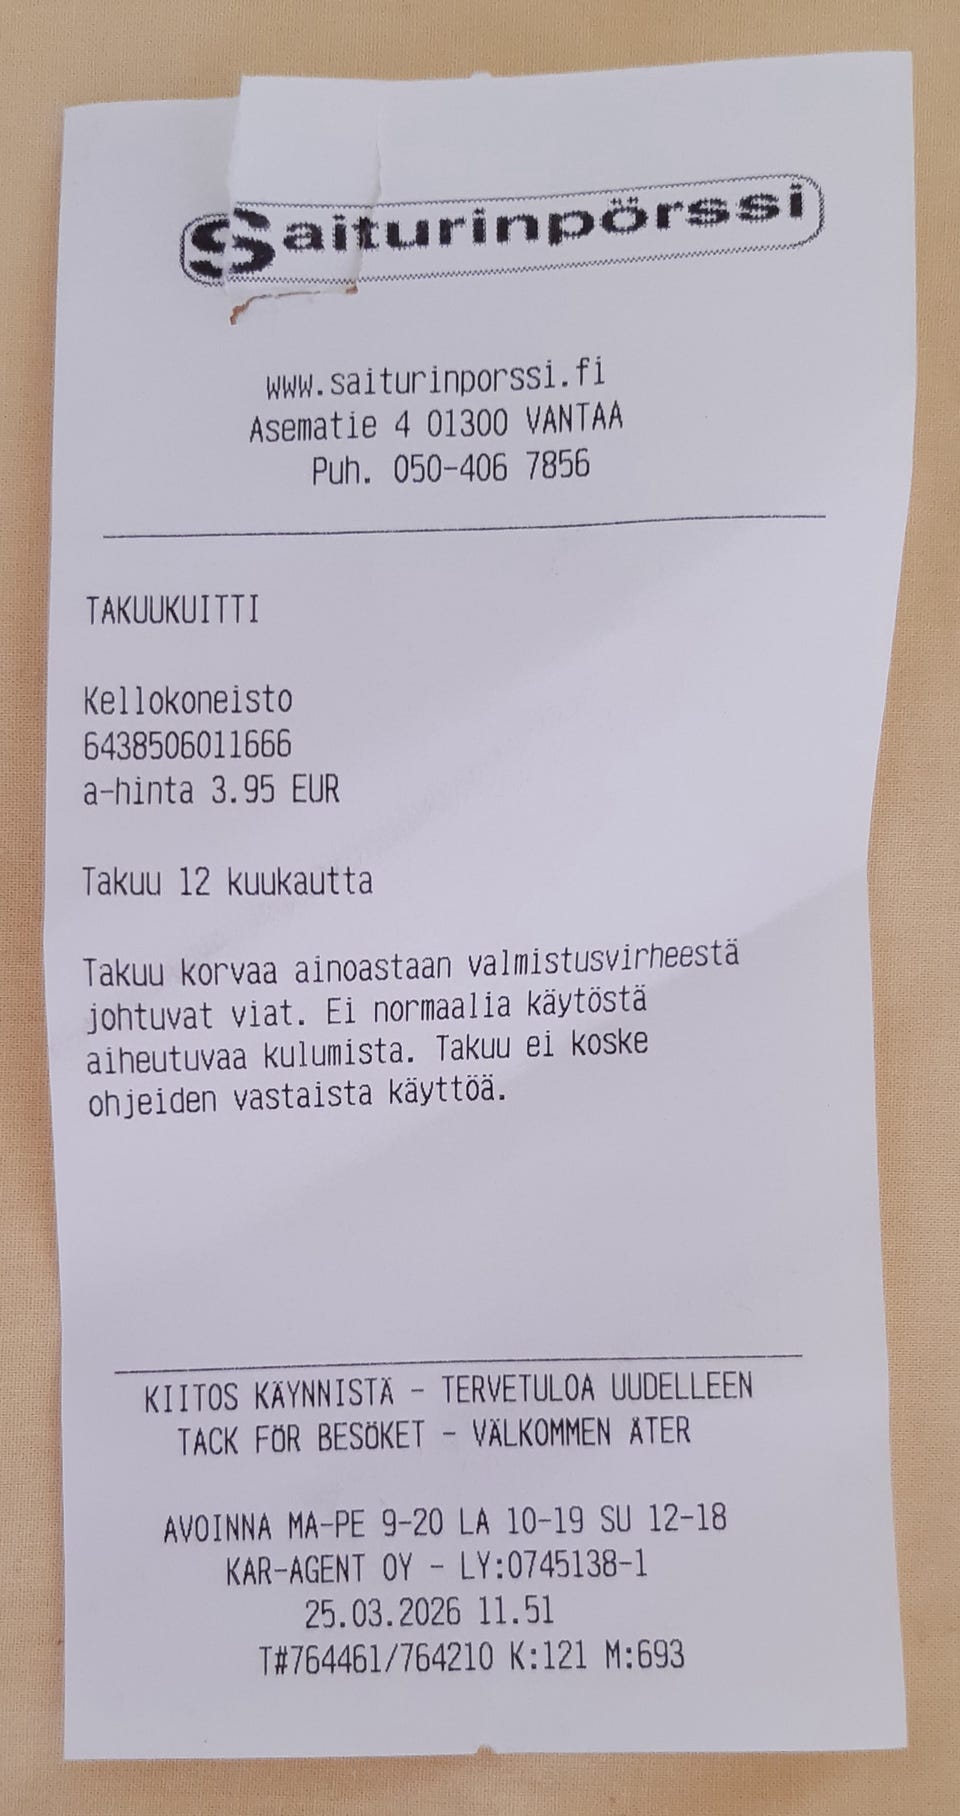 Saiturinpörssi
www.saiturinporssi.fi
Asematie 4 01300 VANTAA
Puh. 050-406 7856
TAKUUKUITTI
Kellokoneisto
6438506011666
a-hinta 3.95 EUR
Takuu 12 kuukautta
Takuu korvaa ainoastaan valmistusvirheestä
johtuvat viat. Ei normaalia käytöstä
aiheutuvaa kulumista. Takuu ei koske
ohjeiden vastaista käyttöä.
KIITOS KÄYNNISTÄ - TERVETULOA UUDELLEEN
TACK FÖR BESÖKET - VÄLKOMMEN ÅTER
AVOINNA MA-PE 9-20 LA 10-19 SU 12-18
KAR-AGENT OY - LY:0745138-1
25.03.2026 11.51
T#764461/764210 K:121 M:693